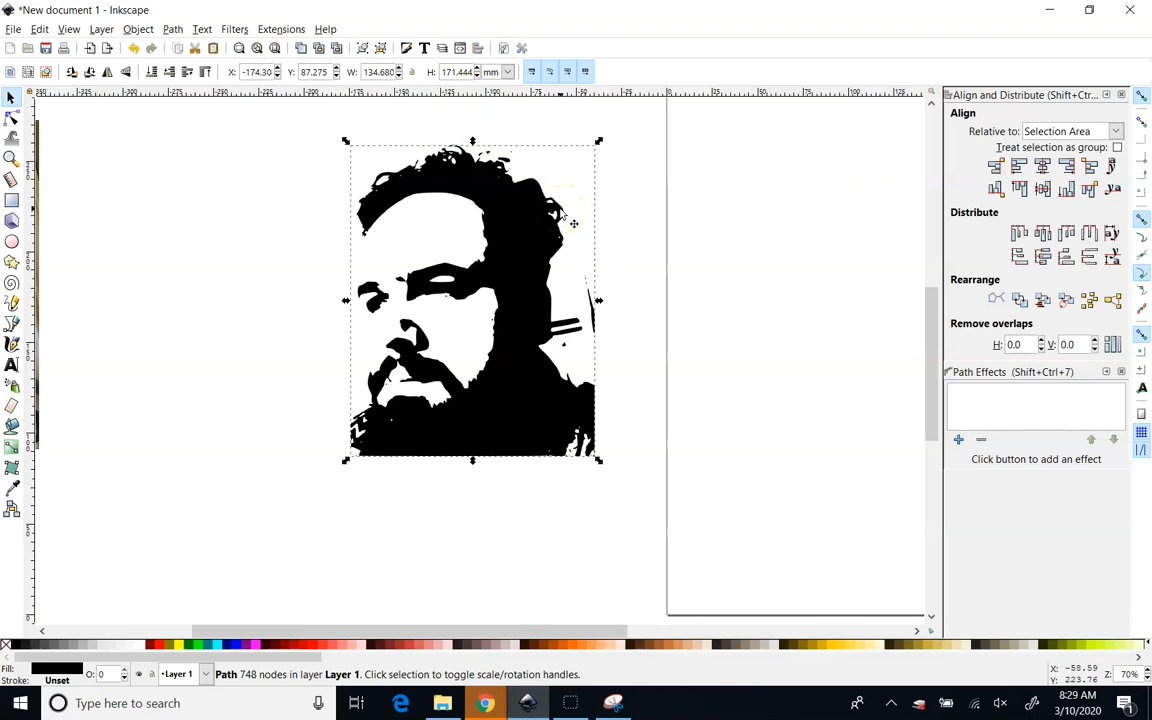 *New document 1 - Inkscape
File Edit View Layer Object Path Text Filters Extensions Help
X: -174.30 Y: 87.275 W: 134.680 H: 171.444 mm
Align and Distribute (Shift+Ctr...
Align
Relative to: Selection Area
Treat selection as group:
Distribute
Rearrange
Remove overlaps
H: 0.0 V: 0.0
Path Effects (Shift+Ctrl+7)
Click button to add an effect
Fill:
Stroke: Unset
O: 0
•Layer 1
Path 748 nodes in layer Layer 1. Click selection to toggle scale/rotation handles.
X: -58.59
Y: 223.76
Z: 70%
Type here to search
8:29 AM
3/10/2020
1